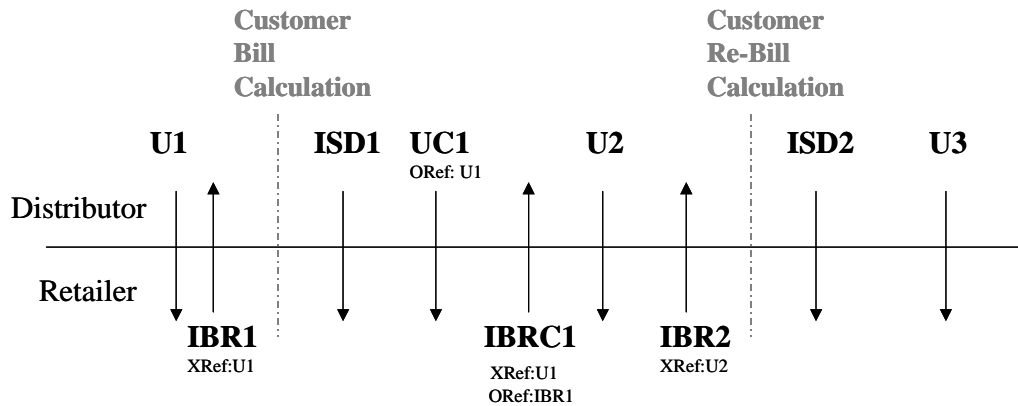 Customer
Bill
Calculation
Customer
Re-Bill
Calculation
U1
ISD1
UC1
ORef: U1
U2
ISD2
U3
Distributor
Retailer
IBR1
XRef:U1
IBRC1
XRef:U1
ORef:IBR1
IBR2
XRef:U2